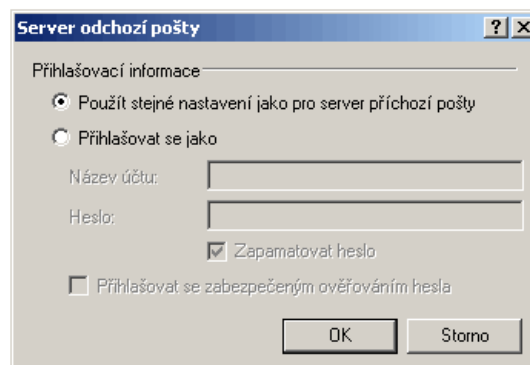 Server odchozí pošty
Přihlašovací informace
Použít stejné nastavení jako pro server příchozí pošty
Přihlašovat se jako
Název účtu:
Heslo:
Zapamatovat heslo
Přihlašovat se zabezpečeným ověřováním hesla
OK Storno